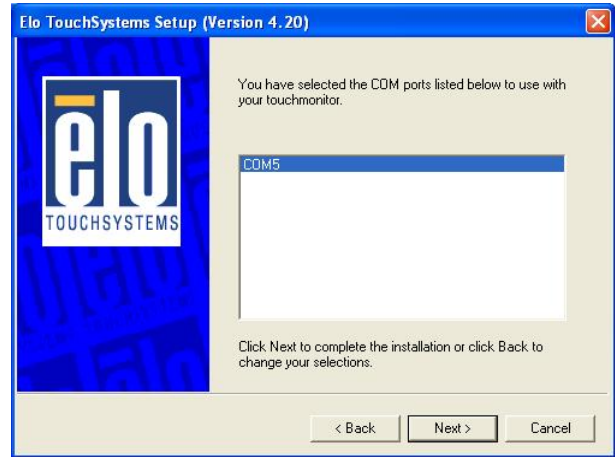 Elo TouchSystems Setup (Version 4.20)
elo
TOUCHSYSTEMS
You have selected the COM ports listed below to use with
your touchmonitor.
COM5
Click Next to complete the installation or click Back to
change your selections.
< Back
Next >
Cancel